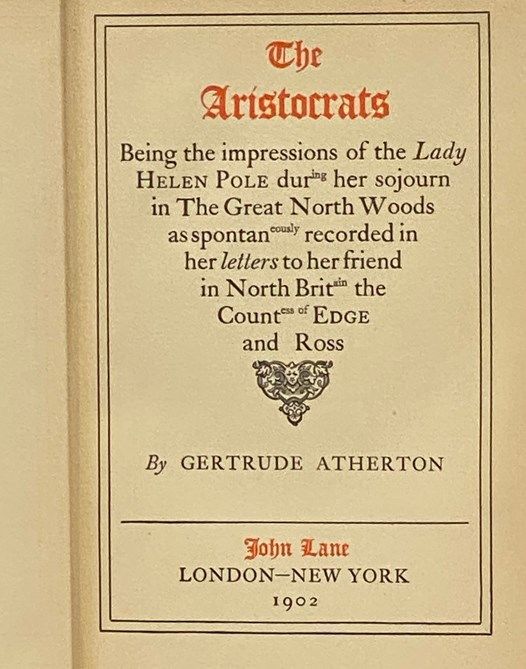 The
Aristocrats
Being the impressions of the Lady
HELEN POLE during her sojourn
in The Great North Woods
as spontaneously recorded in
her letters to her friend
in North Britain the
Countess of EDGE
and Ross
By GERTRUDE ATHERTON
John Lane
LONDON—NEW YORK
1902